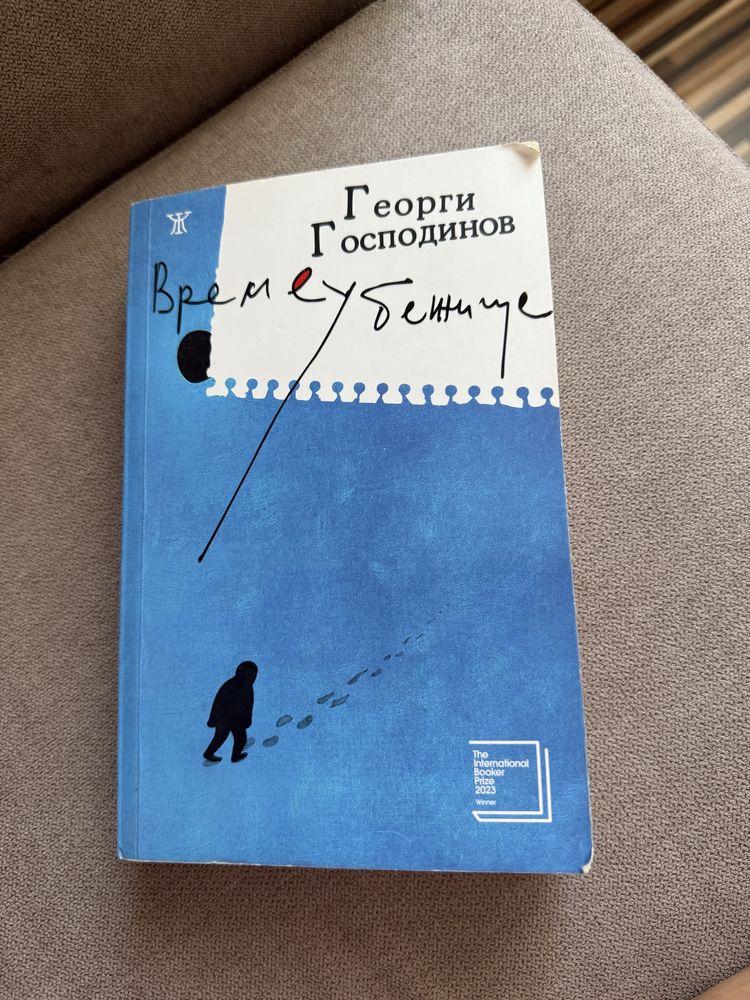 Георги
Господинов
Времеубежище
The
International
Booker
Prize
2023
Winner